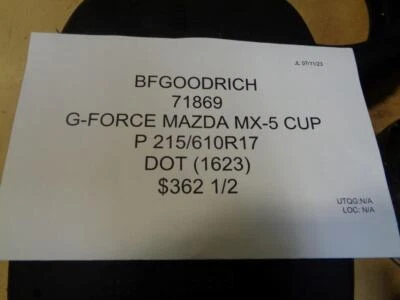 JL 07/11/23
BFGOODRICH
71869
G-FORCE MAZDA MX-5 CUP
P 215/610R17
DOT (1623)
$362 1/2
UTQG:N/A
LOC: N/A